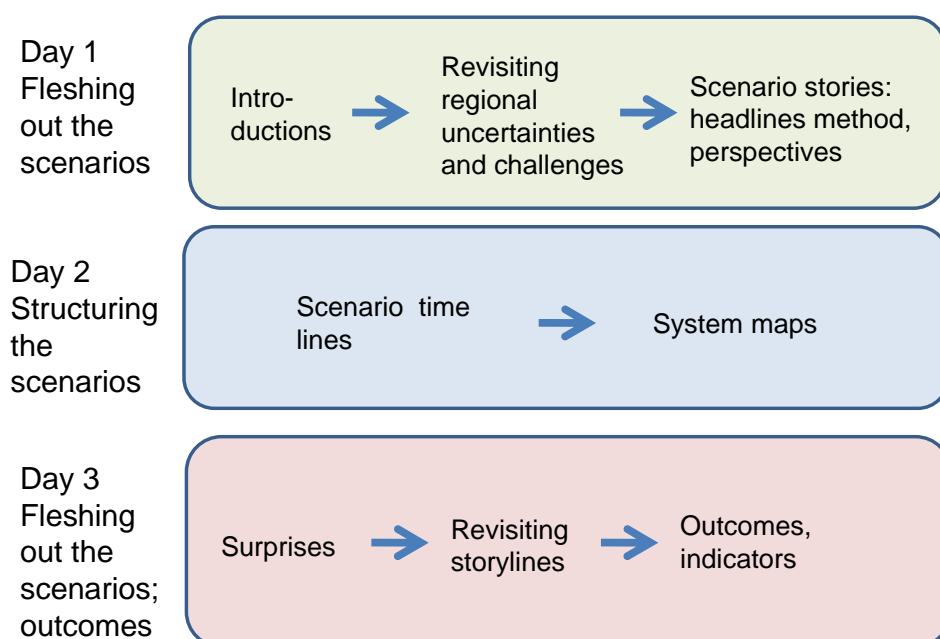 Day 1
Fleshing
out the
scenarios
Intro-
ductions
Revisiting
regional
uncertainties
and challenges
Scenario stories:
headlines method,
perspectives
Day 2
Structuring
the
scenarios
Scenario time
lines
System maps
Day 3
Fleshing
out the
scenarios;
outcomes
Surprises
Revisiting
storylines
Outcomes,
indicators